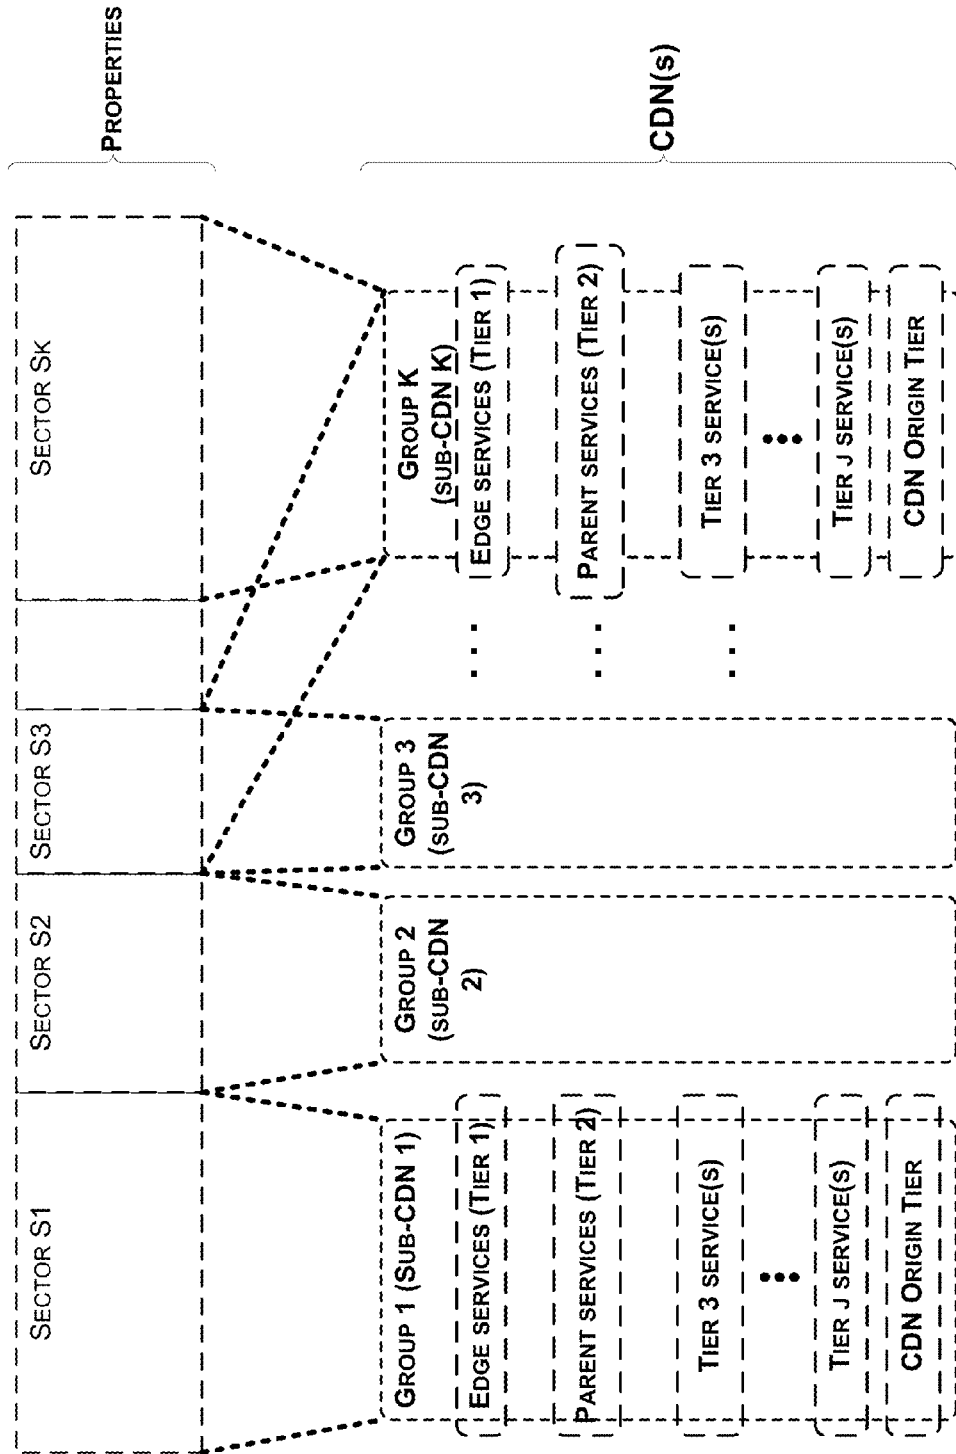 SECTOR S1
SECTOR S2
SECTOR S3
SECTOR SK
PROPERTIES
GROUP 1 (SUB-CDN 1)
EDGE SERVICES (TIER 1)
PARENT SERVICES (TIER 2)
TIER 3 SERVICE(S)
•••
TIER J SERVICE(S)
CDN ORIGIN TIER
GROUP 2
(SUB-CDN
2)
GROUP 3
(SUB-CDN
3)
. . .
. . .
. . .
GROUP K
(SUB-CDN K)
EDGE SERVICES (TIER 1)
PARENT SERVICES (TIER 2)
TIER 3 SERVICE(S)
•••
TIER J SERVICE(S)
CDN ORIGIN TIER
CDN(s)